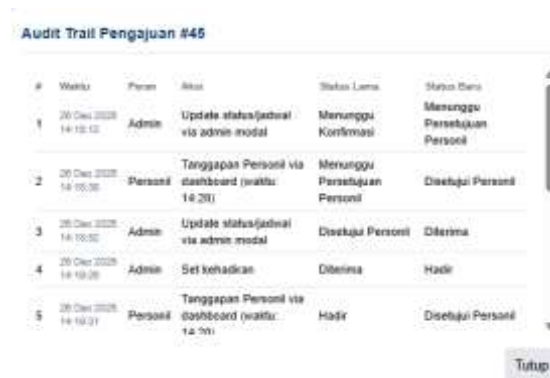 Audit Trail Pengajuan #45
# Waktu Peran Aksi Status Lama Status Baru
1 Admin Update status/jadwal via admin modal Menunggu Konfirmasi Menunggu Persetujuan Personil
2 Personil Tanggapan Personil via dashboard (waktu: 14:20) Menunggu Persetujuan Personil Disetujui Personil
3 Admin Update status/jadwal via admin modal Disetujui Personil Diterima
4 Admin Set kehadiran Diterima Hadir
5 Personil Tanggapan Personil via dashboard (waktu: 14:20) Hadir Disetujui Personil
Tutup